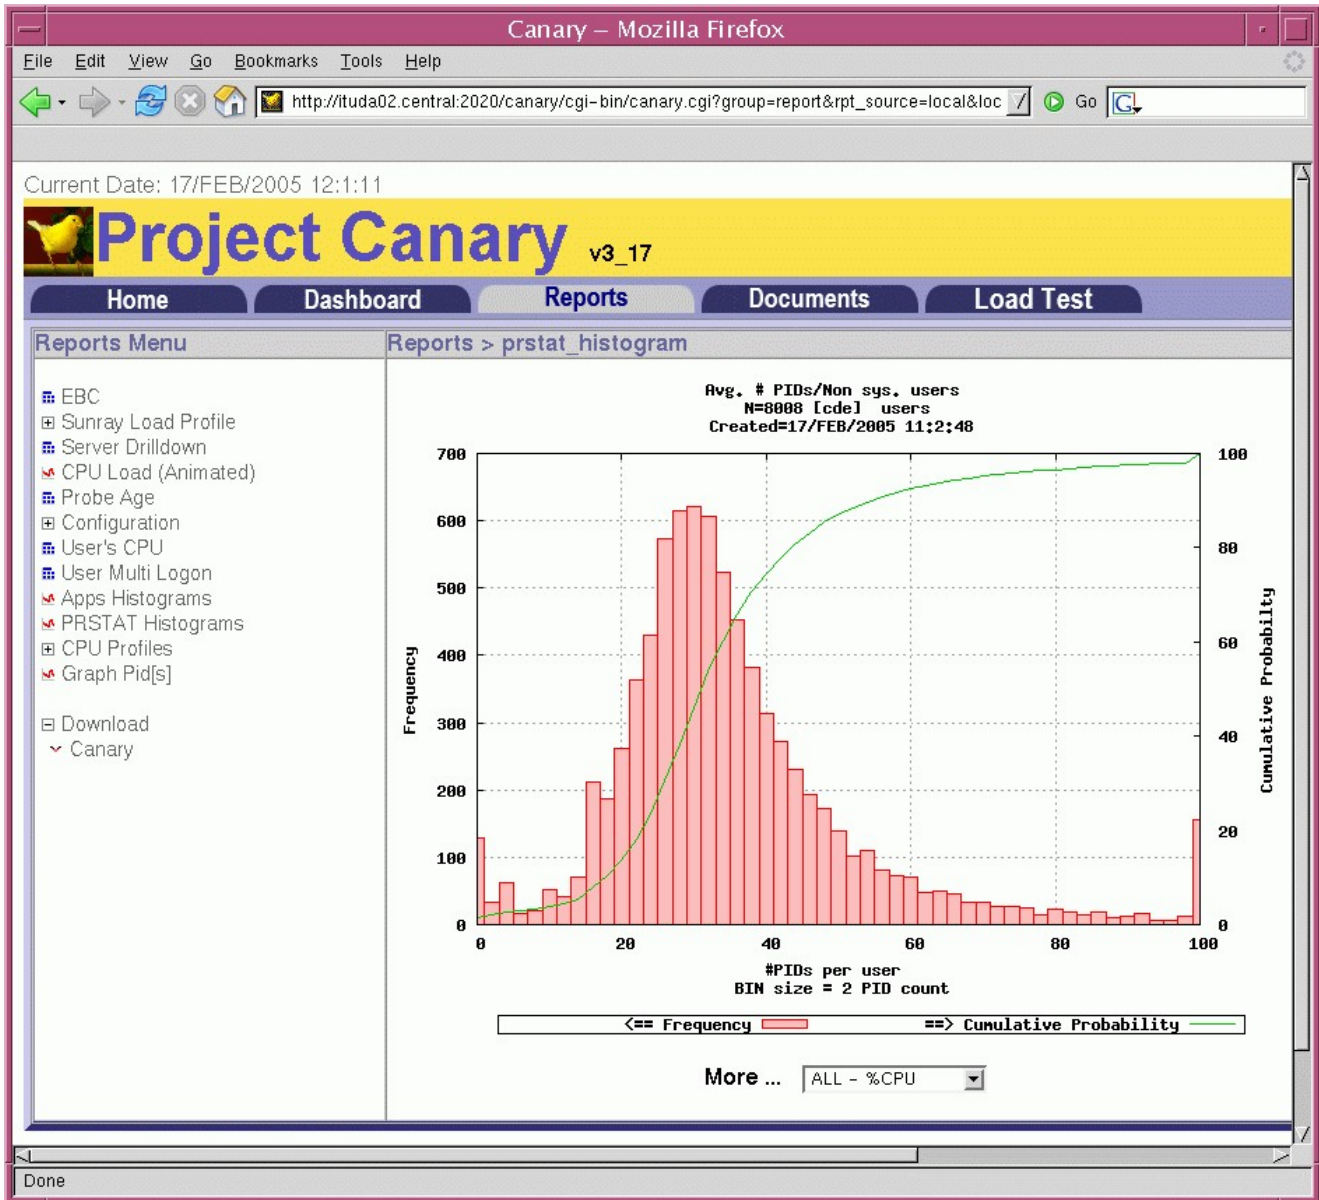 Canary – Mozilla Firefox
File Edit View Go Bookmarks Tools Help
http://ituda02.central:2020/canary/cgi-bin/canary.cgi?group=report&rpt_source=local&loc Go G
Current Date: 17/FEB/2005 12:1:11
Project Canary v3_17
Home Dashboard Reports Documents Load Test
Reports Menu
EBC
Sunray Load Profile
Server Drilldown
CPU Load (Animated)
Probe Age
Configuration
User's CPU
User Multi Logon
Apps Histograms
PRSTAT Histograms
CPU Profiles
Graph Pid[s]
Download
Canary
Reports > prstat_histogram
Avg. # PIDs/Non sys. users
N=8008 [cde] users
Created=17/FEB/2005 11:2:48
700
600
500
400
300
200
100
0
Frequency
100
80
60
40
20
0
Cumulative Probabilty
0 20 40 60 80 100
#PIDs per user
BIN size = 2 PID count
<== Frequency ==> Cumulative Probability
More ... ALL - %CPU
Done